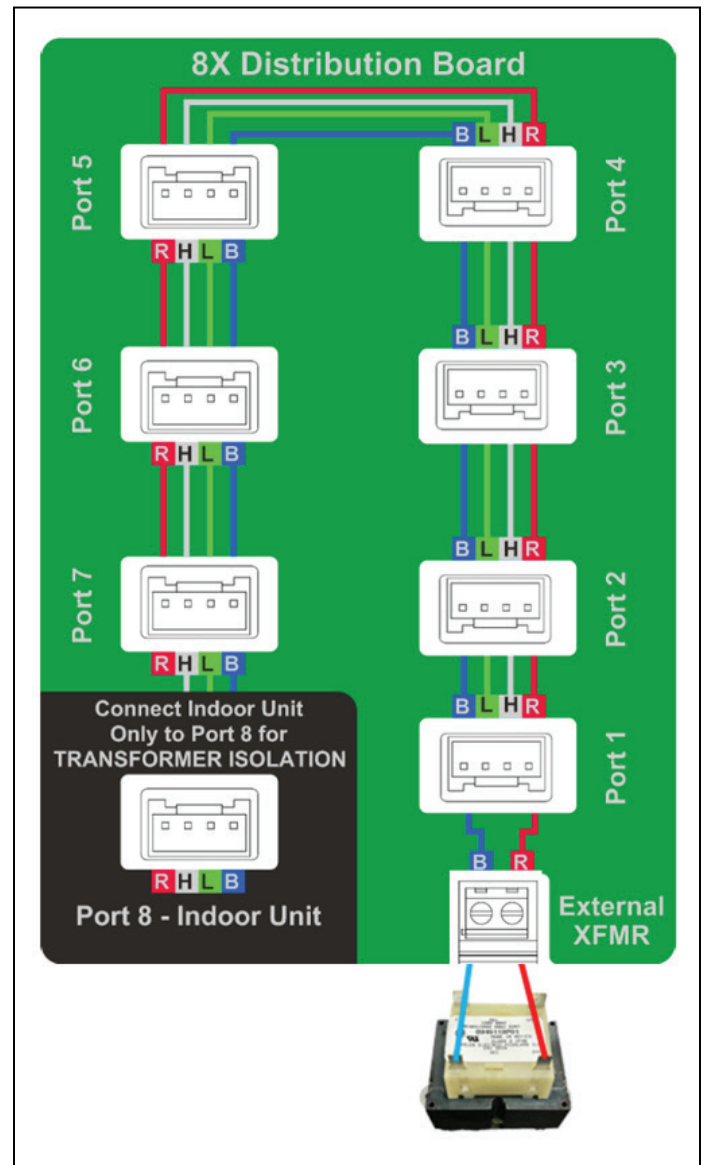 8X Distribution Board
Port 5
B L H R
Port 4
R H L B
Port 6
B L H R
Port 3
R H L B
Port 7
B L H R
Port 2
R H L B
B L H R
Port 1
Connect Indoor Unit
Only to Port 8 for
TRANSFORMER ISOLATION
R H L B
Port 8 - Indoor Unit
B R
External
XFMR